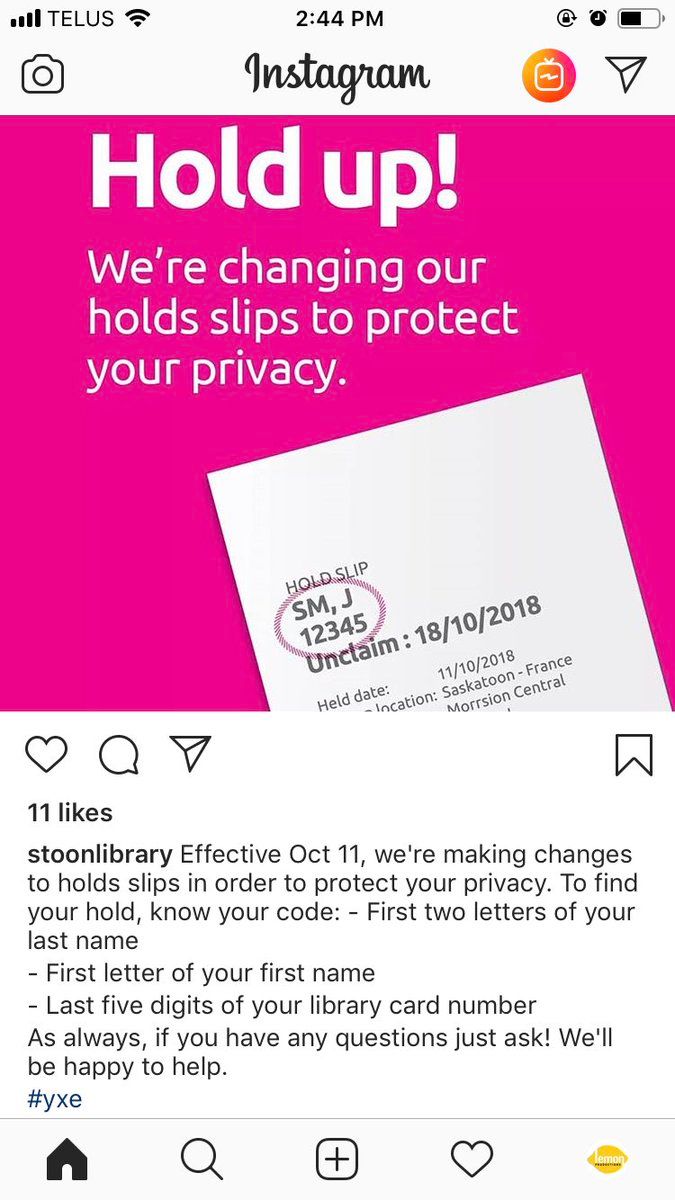 TELUS
2:44 PM
Instagram
Hold up!
We're changing our
holds slips to protect
your privacy.
HOLD SLIP
SM, J
12345
Unclaim : 18/10/2018
Held date: 11/10/2018
location: Saskatoon - France
Morrsion Central
11 likes
stoonlibrary Effective Oct 11, we're making changes
to holds slips in order to protect your privacy. To find
your hold, know your code: - First two letters of your
last name
- First letter of your first name
- Last five digits of your library card number
As always, if you have any questions just ask! We'll
be happy to help.
#yxe
lemon
PRODUCTIONS